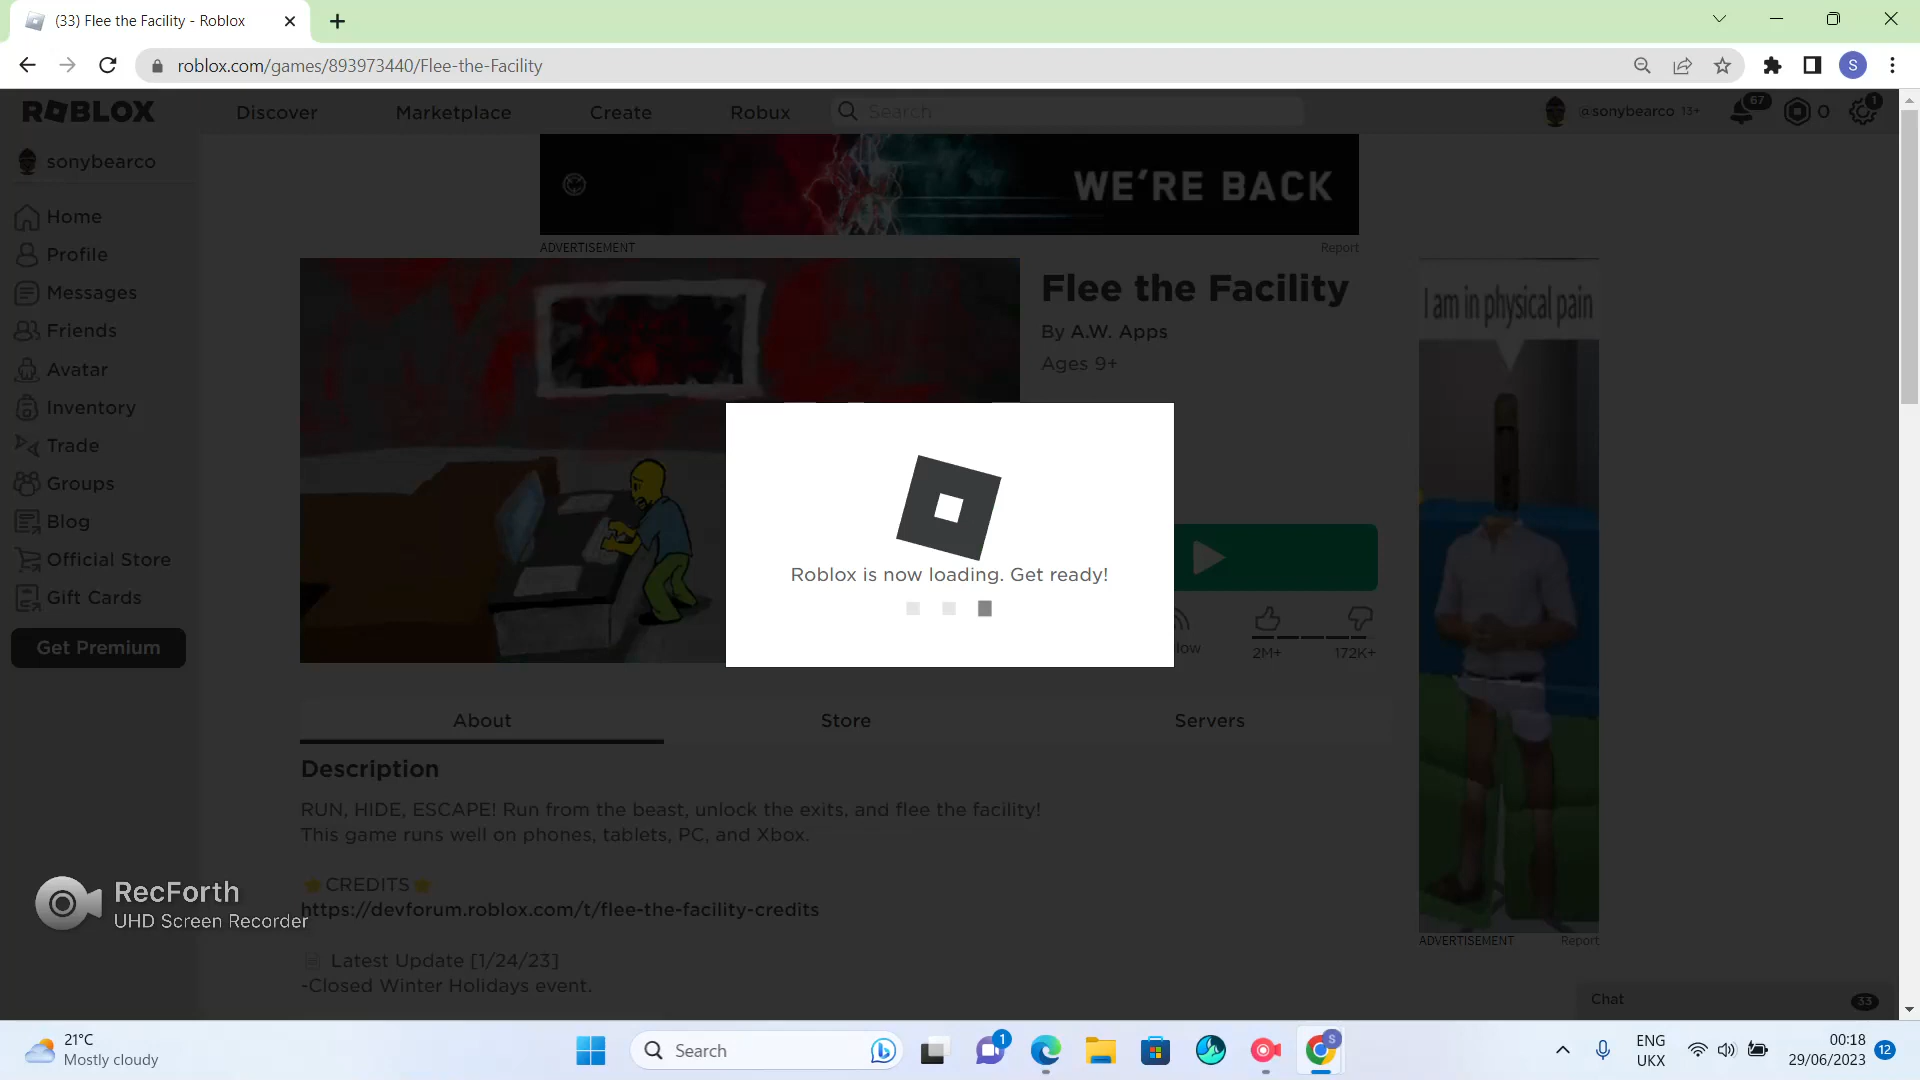 (33) Flee the Facility - Roblox
roblox.com/games/893973440/Flee-the-Facility
S
ROBLOX
Discover
Marketplace
Create
Robux
Search
@sonybearco 13+
67
0
1
sonybearco
Home
Profile
Messages
Friends
Avatar
Inventory
Trade
Groups
Blog
Official Store
Gift Cards
Get Premium
WE'RE BACK
ADVERTISEMENT
Report
Flee the Facility
By A.W. Apps
Ages 9+
I am in physical pain
Roblox is now loading. Get ready!
2M+
172K+
About
Store
Servers
Description
RUN, HIDE, ESCAPE! Run from the beast, unlock the exits, and flee the facility!
This game runs well on phones, tablets, PC, and Xbox.
CREDITS
https://devforum.roblox.com/t/flee-the-facility-credits
Latest Update [1/24/23]
-Closed Winter Holidays event.
RecForth
UHD Screen Recorder
ADVERTISEMENT
Report
Chat
33
21°C
Mostly cloudy
Search
1
S
ENG
UKX
00:18
29/06/2023
12